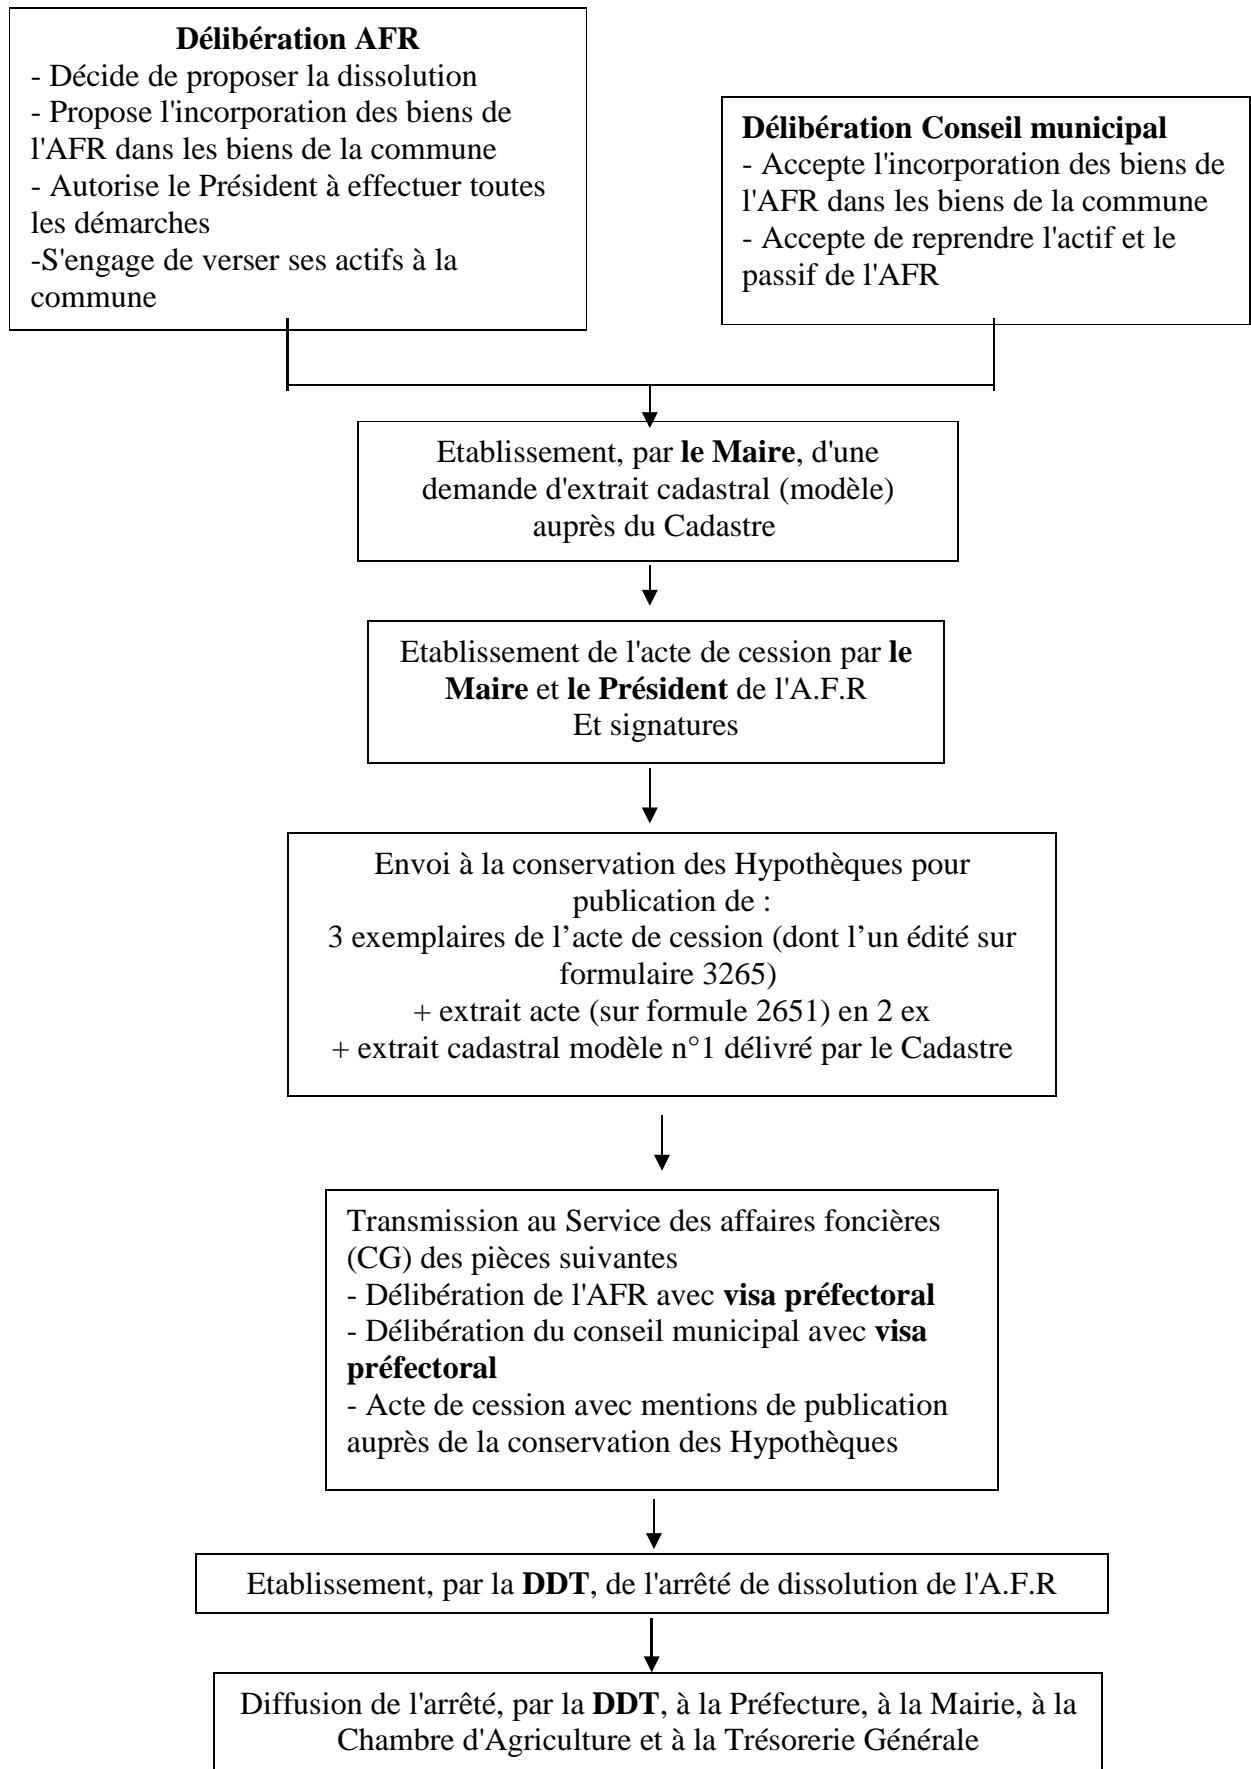 Délibération AFR
- Décide de proposer la dissolution
- Propose l'incorporation des biens de
l'AFR dans les biens de la commune
- Autorise le Président à effectuer toutes
les démarches
-S'engage de verser ses actifs à la
commune
Délibération Conseil municipal
- Accepte l'incorporation des biens de
l'AFR dans les biens de la commune
- Accepte de reprendre l'actif et le
passif de l'AFR
Etablissement, par le Maire, d'une
demande d'extrait cadastral (modèle)
auprès du Cadastre
Etablissement de l'acte de cession par le
Maire et le Président de l'A.F.R
Et signatures
Envoi à la conservation des Hypothèques pour
publication de :
3 exemplaires de l’acte de cession (dont l’un édité sur
formulaire 3265)
+ extrait acte (sur formule 2651) en 2 ex
+ extrait cadastral modèle n°1 délivré par le Cadastre
Transmission au Service des affaires foncières
(CG) des pièces suivantes
- Délibération de l'AFR avec visa préfectoral
- Délibération du conseil municipal avec visa
préfectoral
- Acte de cession avec mentions de publication
auprès de la conservation des Hypothèques
Etablissement, par la DDT, de l'arrêté de dissolution de l'A.F.R
Diffusion de l'arrêté, par la DDT, à la Préfecture, à la Mairie, à la
Chambre d'Agriculture et à la Trésorerie Générale